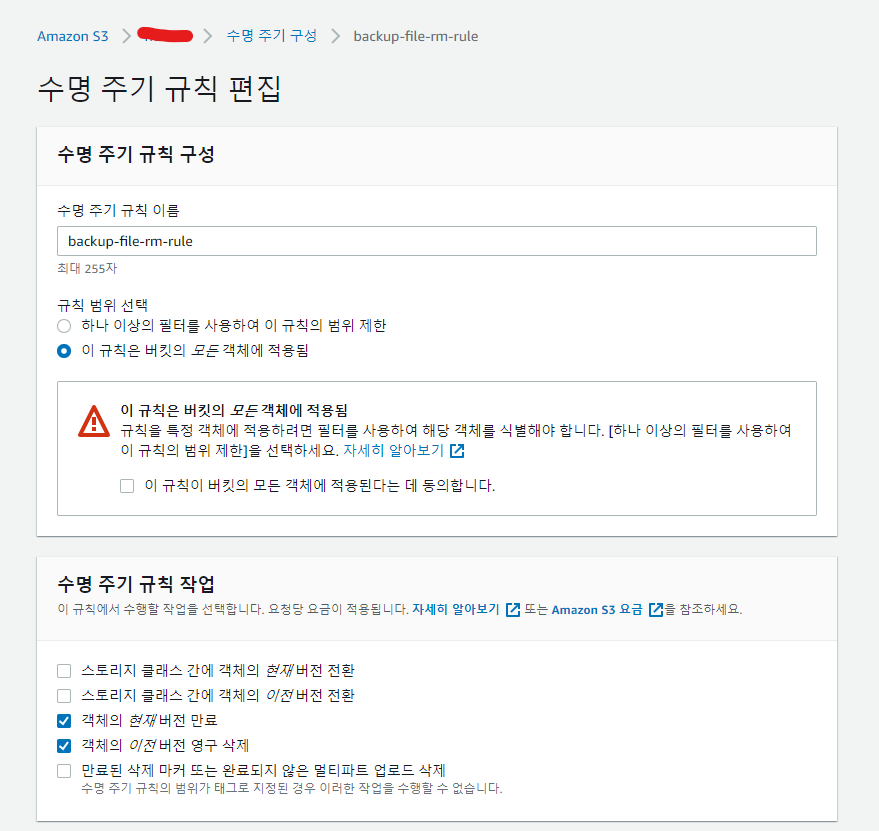 Amazon S3 > > 수명 주기 구성 > backup-file-rm-rule
수명 주기 규칙 편집
수명 주기 규칙 구성
수명 주기 규칙 이름
backup-file-rm-rule
최대 255자
규칙 범위 선택
하나 이상의 필터를 사용하여 이 규칙의 범위 제한
이 규칙은 버킷의 모든 객체에 적용됨
이 규칙은 버킷의 모든 객체에 적용됨
규칙을 특정 객체에 적용하려면 필터를 사용하여 해당 객체를 식별해야 합니다. [하나 이상의 필터를 사용하여
이 규칙의 범위 제한]을 선택하세요. 자세히 알아보기
이 규칙이 버킷의 모든 객체에 적용된다는 데 동의합니다.
수명 주기 규칙 작업
이 규칙에서 수행할 작업을 선택합니다. 요청당 요금이 적용됩니다. 자세히 알아보기 또는 Amazon S3 요금 을 참조하세요.
스토리지 클래스 간에 객체의 현재 버전 전환
스토리지 클래스 간에 객체의 이전 버전 전환
객체의 현재 버전 만료
객체의 이전 버전 영구 삭제
만료된 삭제 마커 또는 완료되지 않은 멀티파트 업로드 삭제
수명 주기 규칙의 범위가 태그로 지정된 경우 이러한 작업을 수행할 수 없습니다.